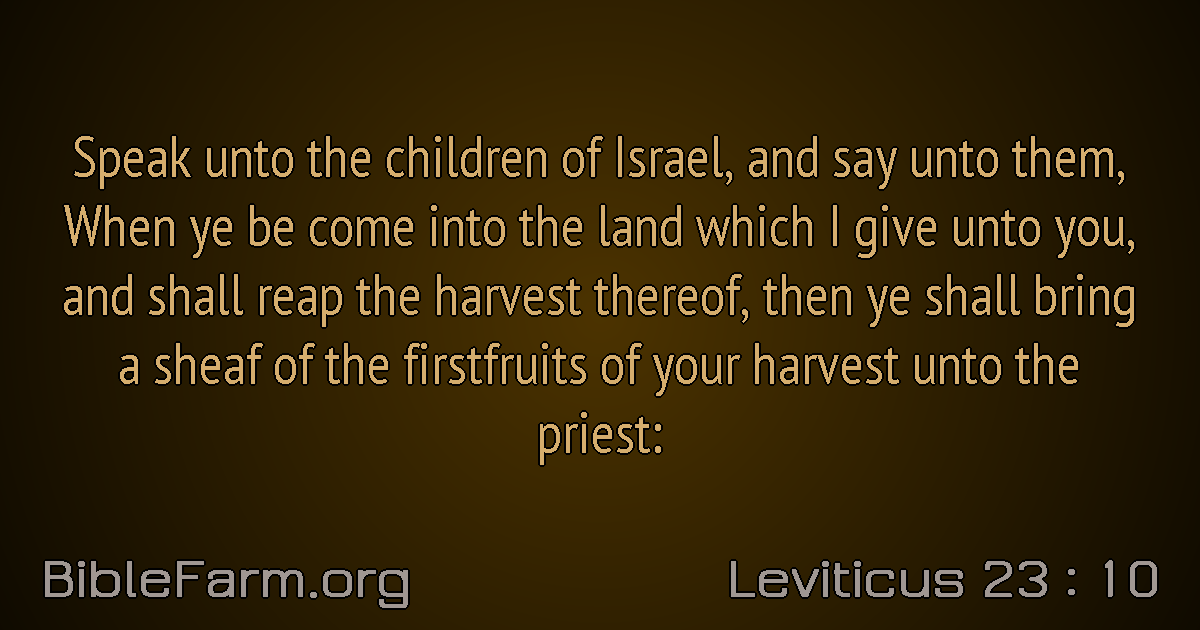 Speak unto the children of Israel, and say unto them,
When ye be come into the land which I give unto you,
and shall reap the harvest thereof, then ye shall bring
a sheaf of the firstfruits of your harvest unto the
priest:
BibleFarm.org
Leviticus 23 : 10